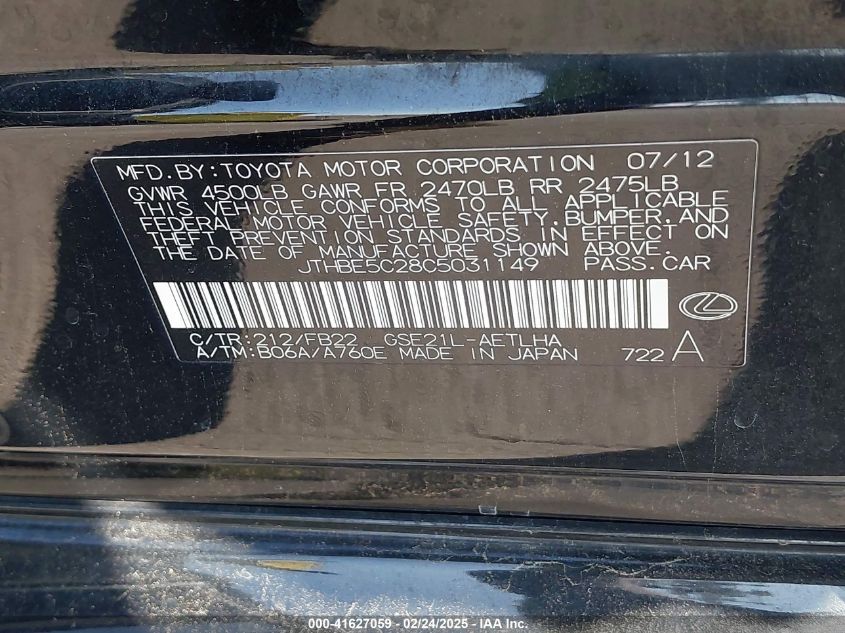 MFD.BY:TOYOTA MOTOR CORPORATION 07/12
GVWR 4500LB GAWR FR 2470LB RR 2475LB
THIS VEHICLE CONFORMS TO ALL APPLICABLE
FEDERAL MOTOR VEHICLE SAFETY,BUMPER,AND
THEFT PREVENTION STANDARDS IN EFFECT ON
THE DATE OF MANUFACTURE SHOWN ABOVE.
JTHBE5C28C5031149 PASS.CAR
C/TR:212/FB22 GSE21L-AETLHA
A/TM:B06A/A760E MADE IN JAPAN 722 A
000-41627059 - 02/24/2025 - IAA Inc.